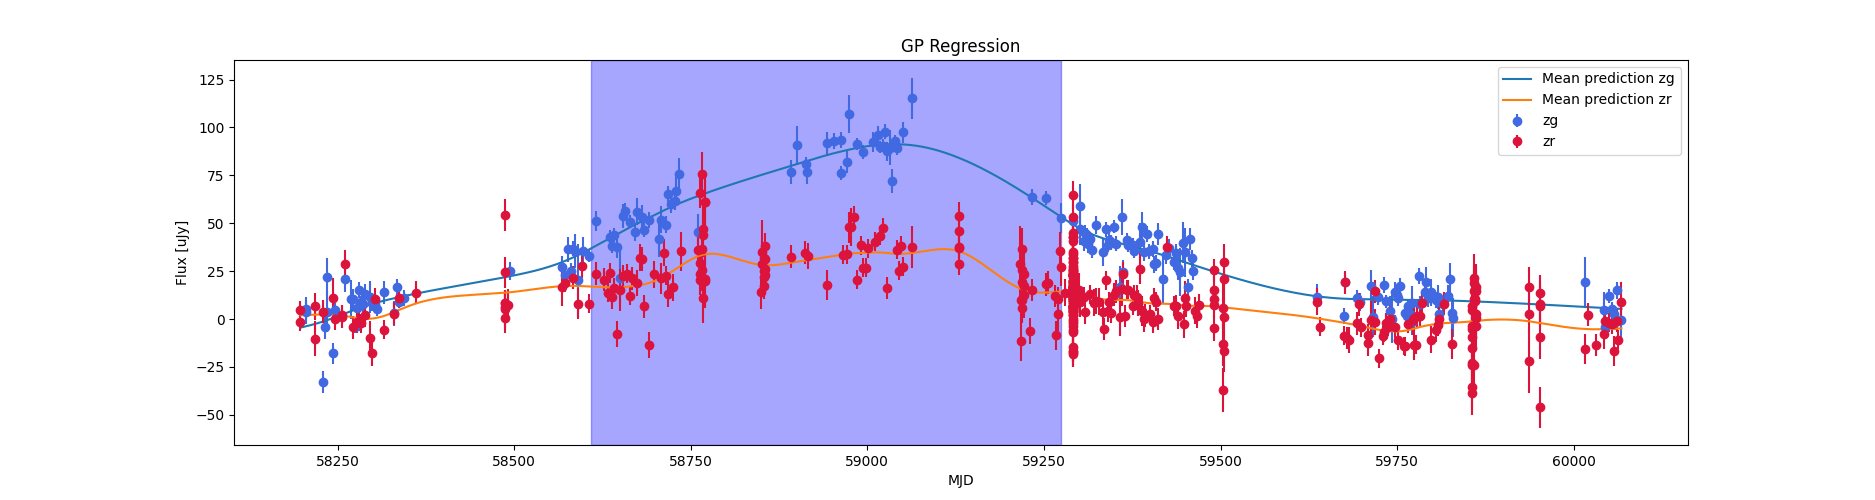 GP Regression
Flux [uJy]
125
100
75
50
25
0
−25
−50
Mean prediction zg
Mean prediction zr
zg
zr
58250
58500
58750
59000
59250
59500
59750
60000
MJD